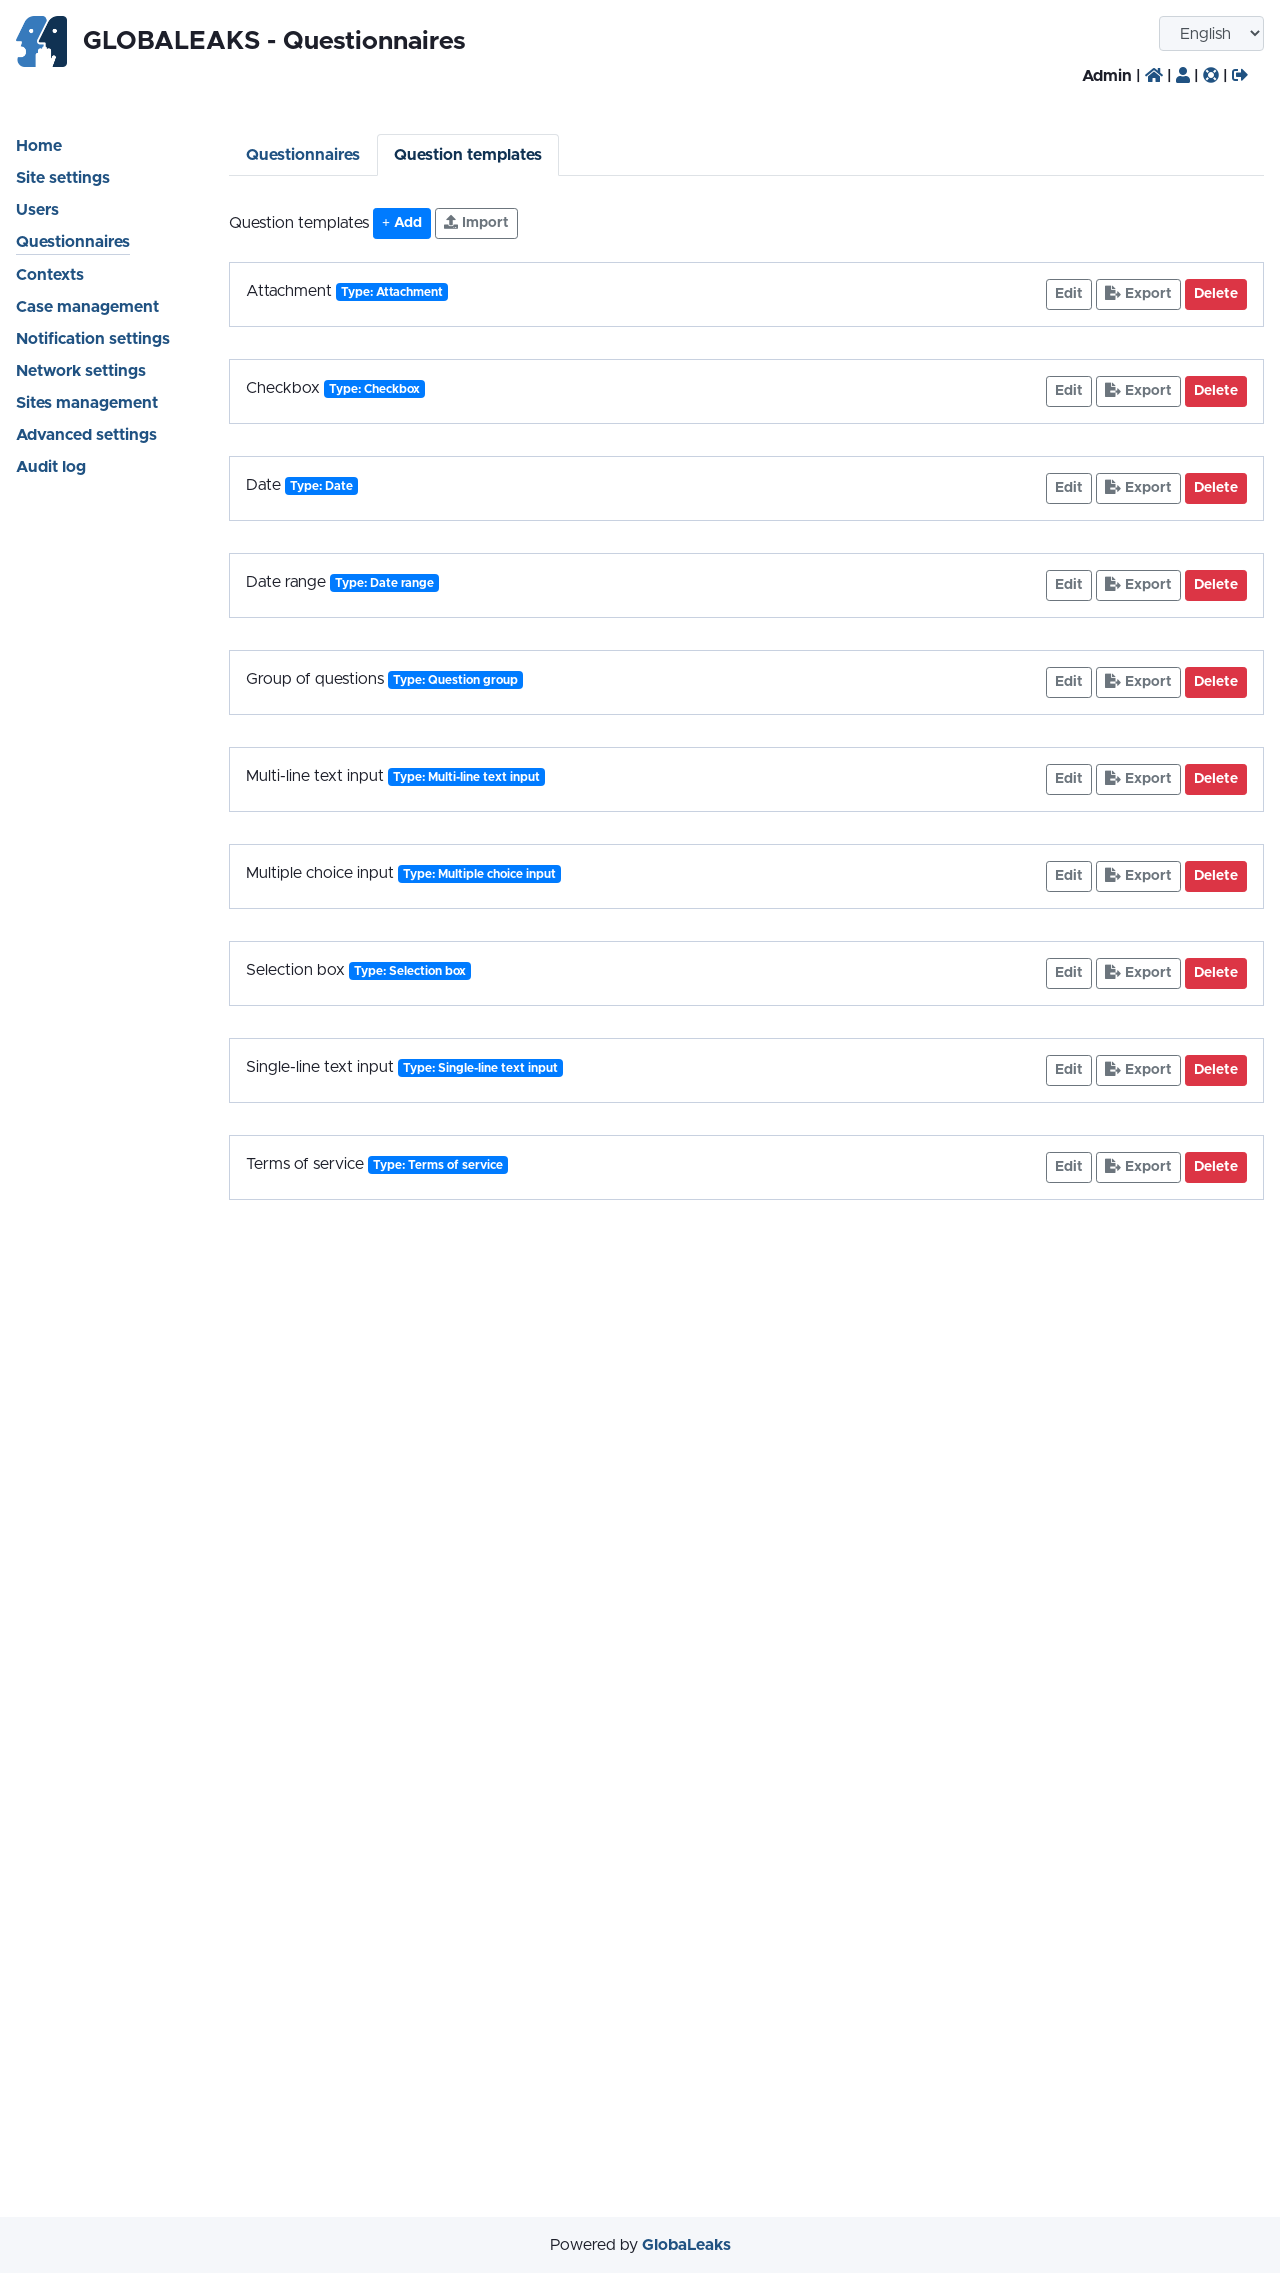 GLOBALEAKS - Questionnaires
English
Admin | | | |
Home
Site settings
Users
Questionnaires
Contexts
Case management
Notification settings
Network settings
Sites management
Advanced settings
Audit log
Questionnaires Question templates
Question templates + Add Import
Attachment Type: Attachment Edit Export Delete
Checkbox Type: Checkbox Edit Export Delete
Date Type: Date Edit Export Delete
Date range Type: Date range Edit Export Delete
Group of questions Type: Question group Edit Export Delete
Multi-line text input Type: Multi-line text input Edit Export Delete
Multiple choice input Type: Multiple choice input Edit Export Delete
Selection box Type: Selection box Edit Export Delete
Single-line text input Type: Single-line text input Edit Export Delete
Terms of service Type: Terms of service Edit Export Delete
Powered by GlobaLeaks